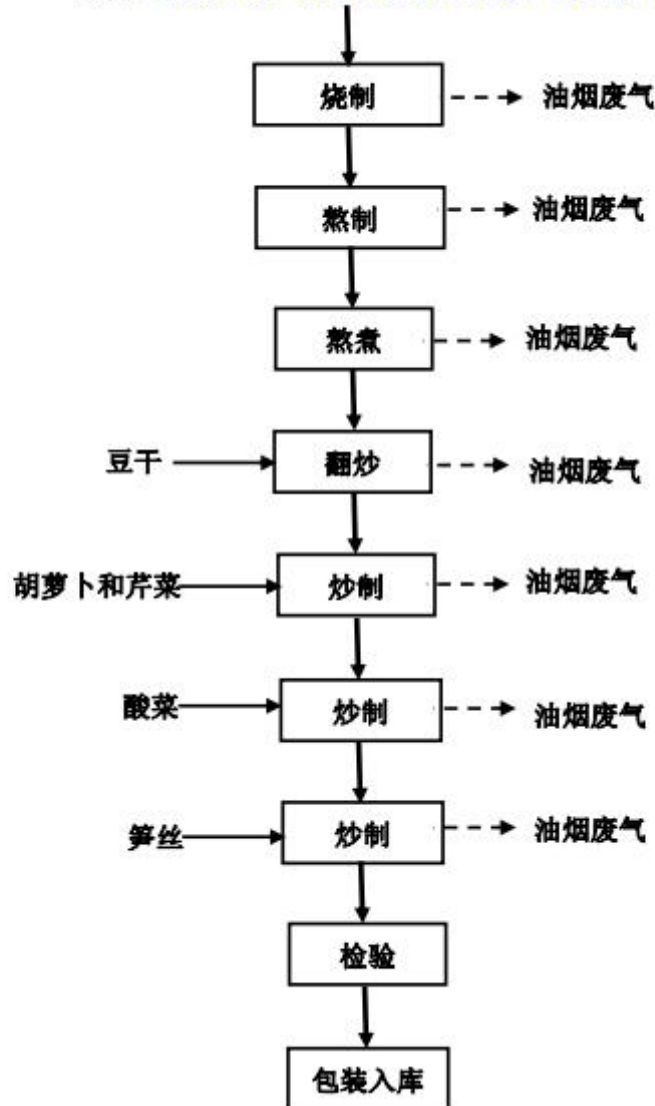 烧制 油烟废气
熬制 油烟废气
熬煮 油烟废气
豆干 翻炒 油烟废气
胡萝卜和芹菜 炒制 油烟废气
酸菜 炒制 油烟废气
笋丝 炒制 油烟废气
检验
包装入库